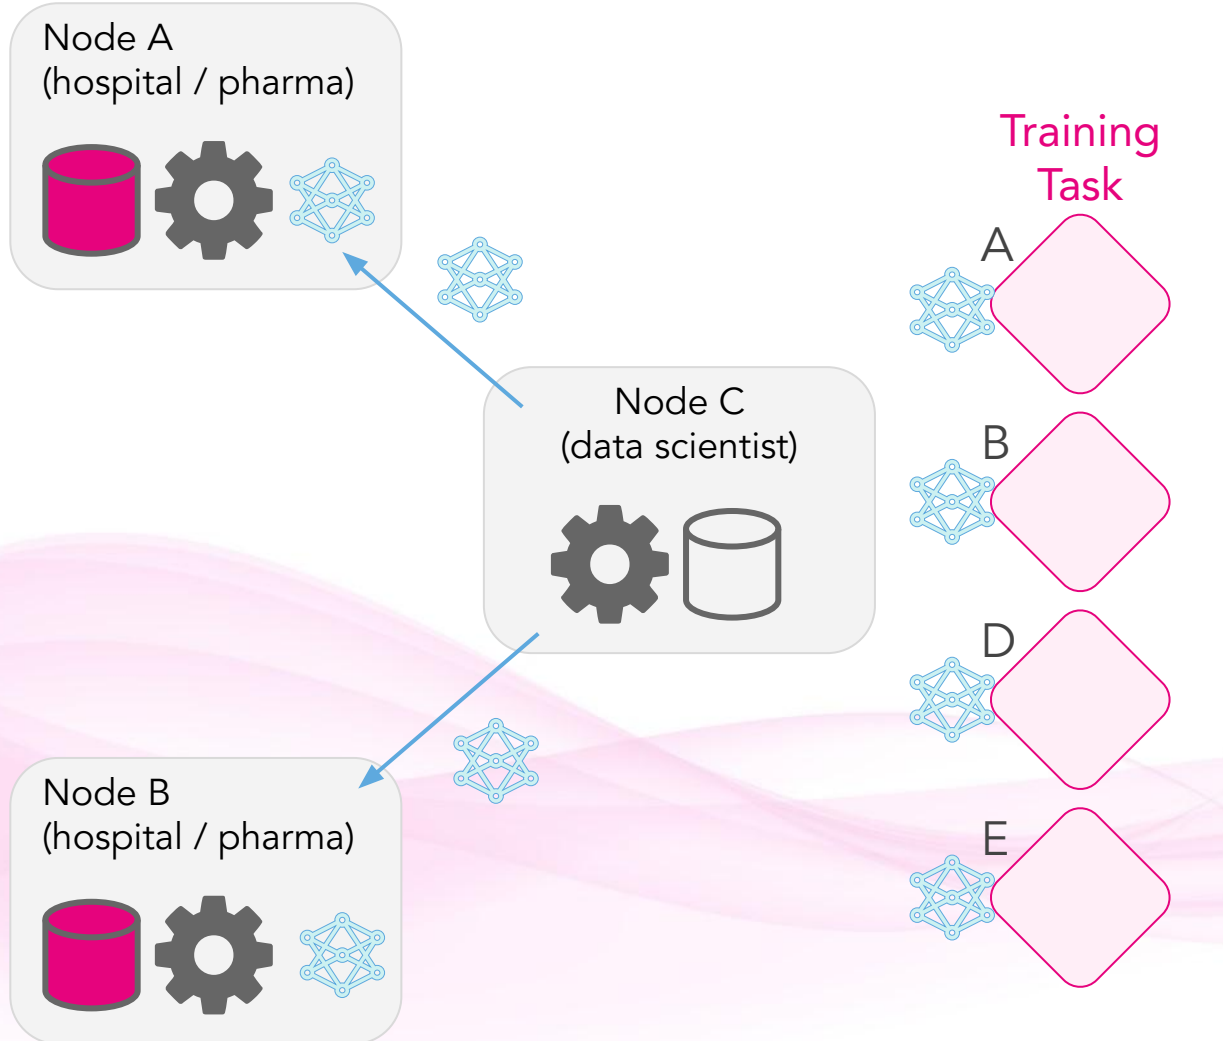 Node A
(hospital / pharma)
Training
Task
A
Node C
(data scientist)
B
D
Node B
(hospital / pharma)
E